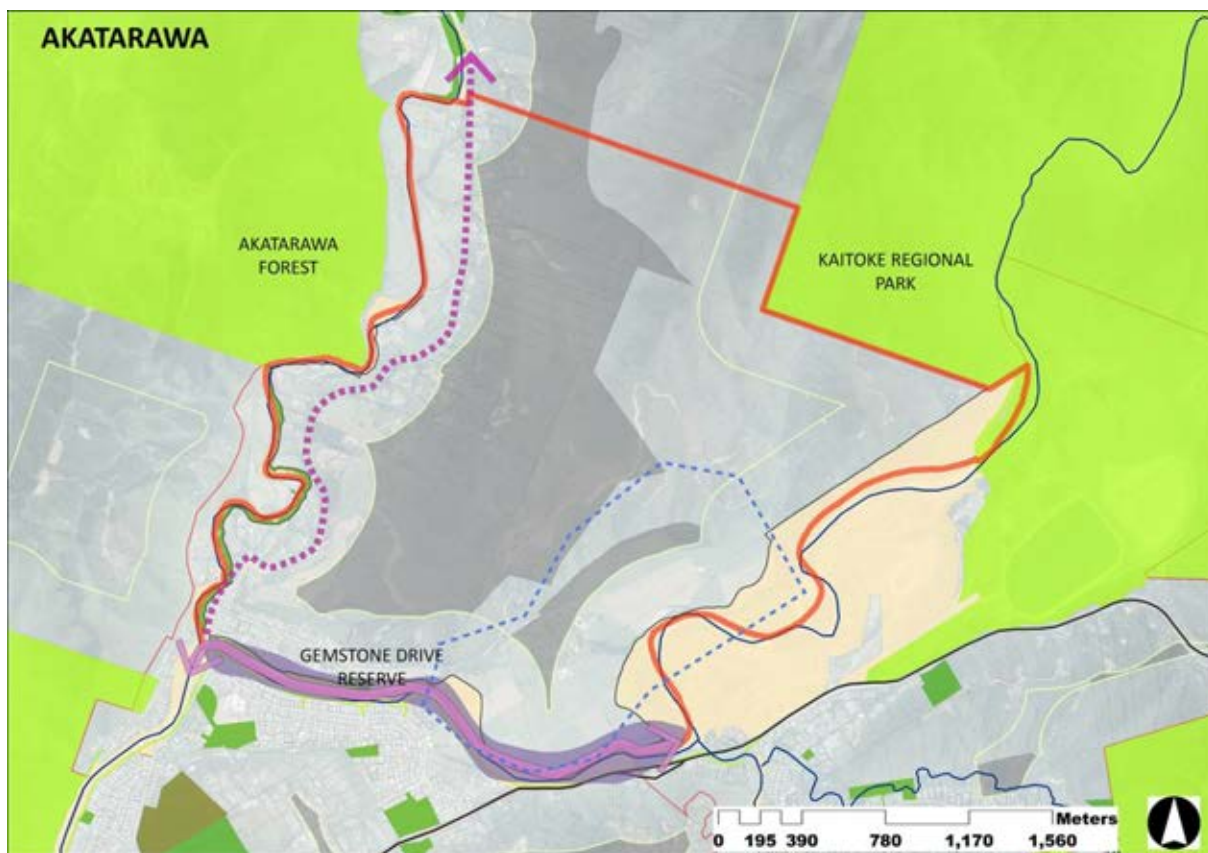 AKATARAWA
AKATARAWA
FOREST
KAITOKE REGIONAL
PARK
GEMSTONE DRIVE
RESERVE
Meters
0 195 390 780 1,170 1,560